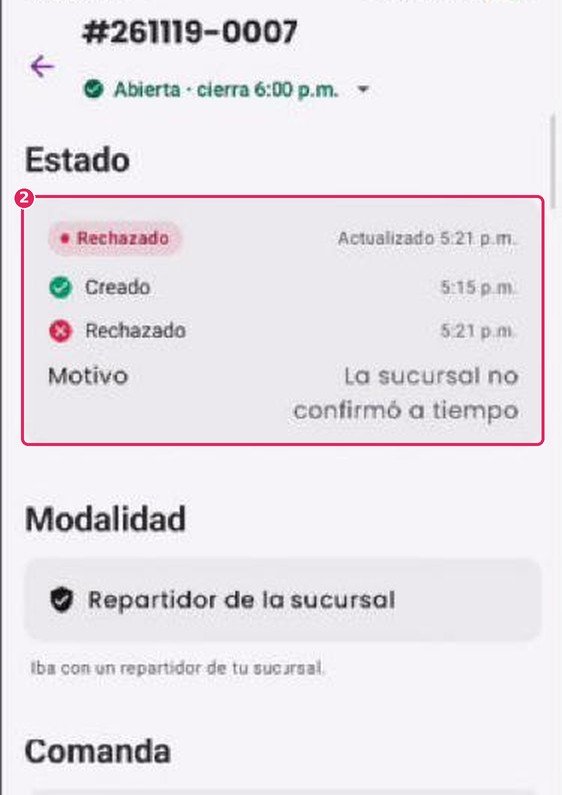 #261119-0007
Abierta · cierra 6:00 p.m.
Estado
2
Rechazado
Actualizado 5:21 p.m.
Creado
5:15 p.m.
Rechazado
5:21 p.m.
Motivo
La sucursal no
confirmó a tiempo
Modalidad
Repartidor de la sucursal
Iba con un repartidor de tu sucursal.
Comanda